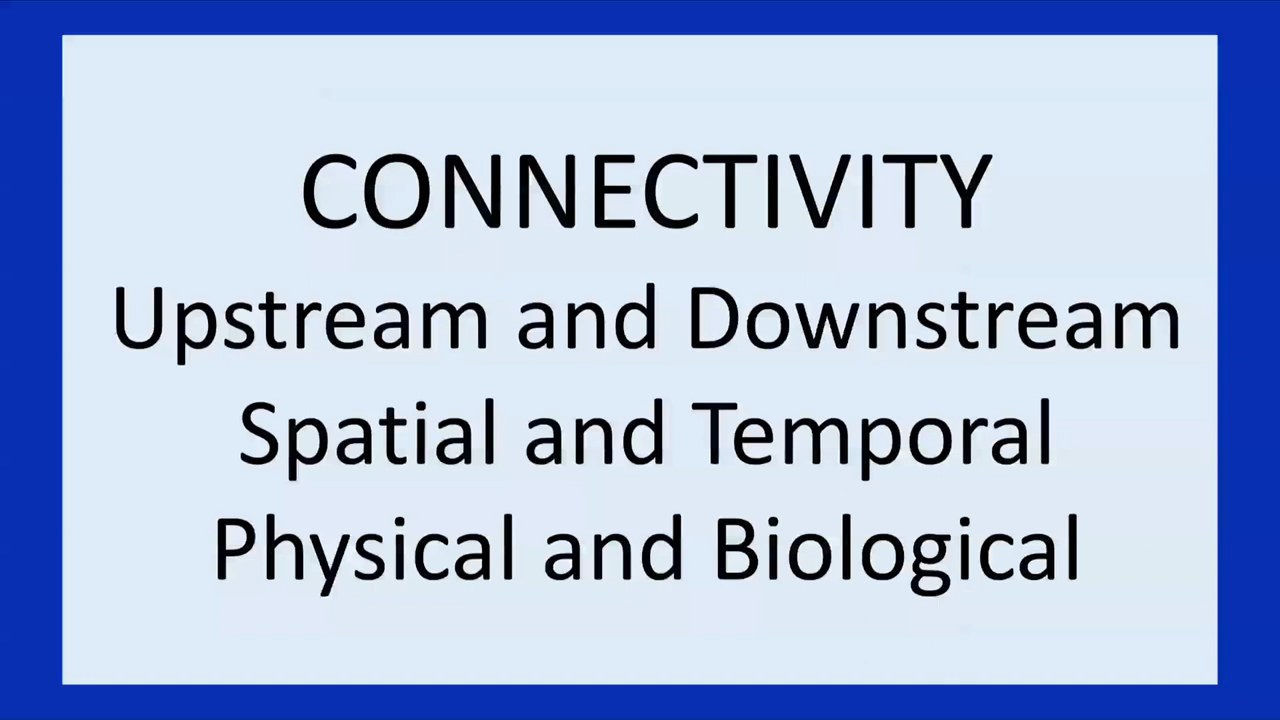 CONNECTIVITY
Upstream and Downstream
Spatial and Temporal
Physical and Biological